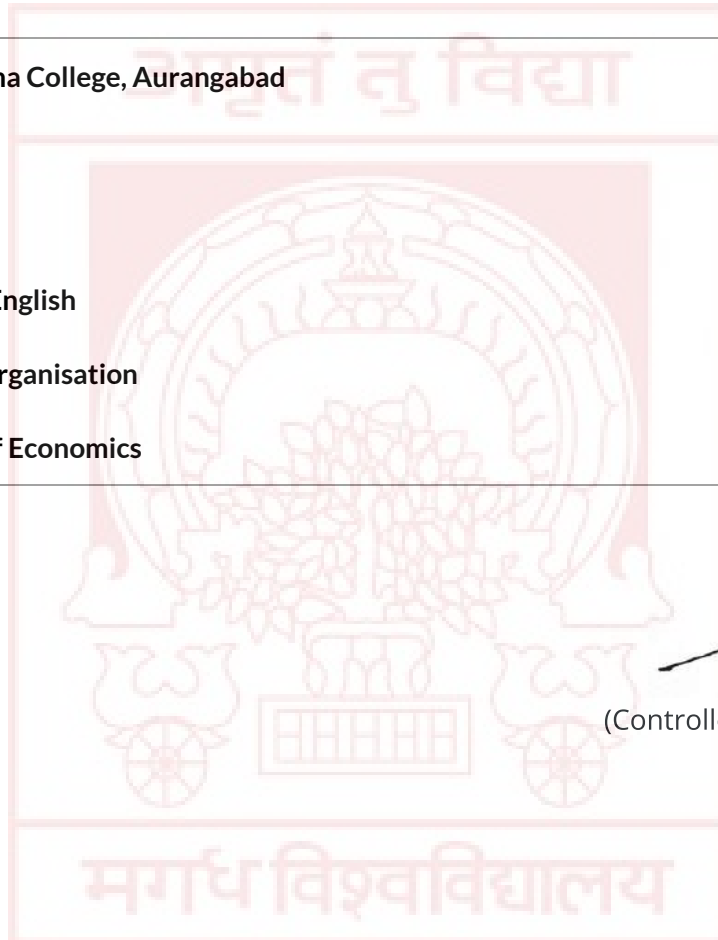 अमृतं तु विद्या
na College, Aurangabad
English
rganisation
f Economics
(Controll
मगध विश्वविद्यालय